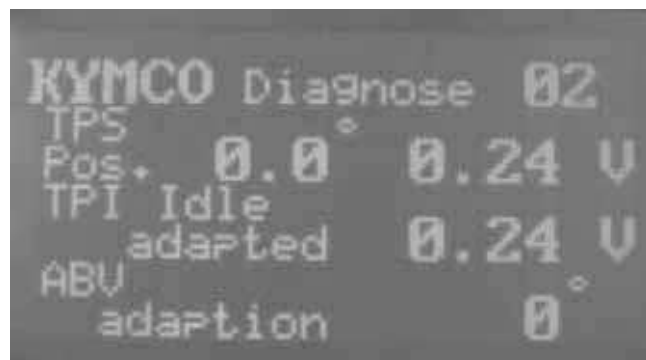 KYMCO Diagnose 02
TPS
Pos. 0.0° 0.24 V
TPI Idle
adapted 0.24 V
ABV
adaption 0°